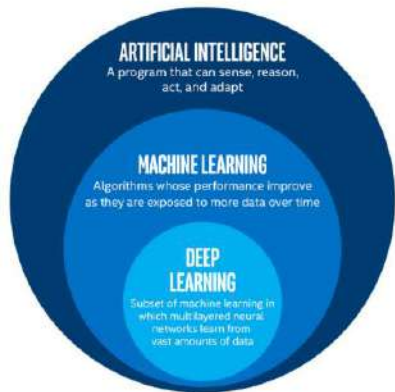 ARTIFICIAL INTELLIGENCE
A program that can sense, reason,
act, and adapt
MACHINE LEARNING
Algorithms whose performance improve
as they are exposed to more data over time
DEEP
LEARNING
Subset of machine learning in
which multilayered neural
networks learn from
vast amounts of data